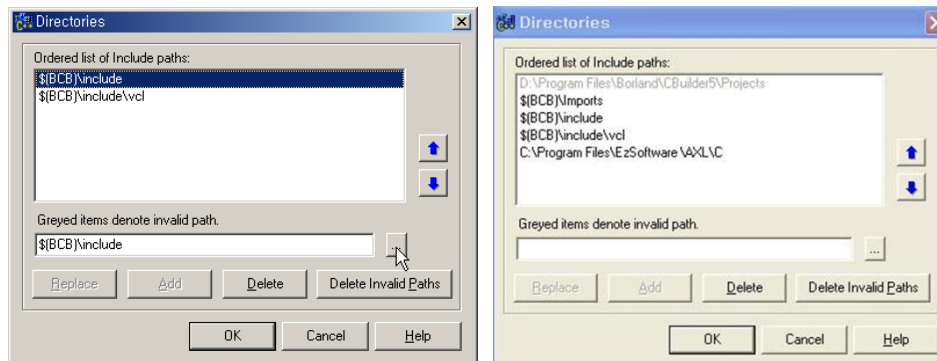 Directories
Ordered list of Include paths:
$(BCB)\include
$(BCB)\include\vcl
Greyed items denote invalid path.
$(BCB)\include
...
Replace
Add
Delete
Delete Invalid Paths
OK
Cancel
Help
Directories
Ordered list of Include paths:
D:\Program Files\Borland\CBuilder5\Projects
$(BCB)\Imports
$(BCB)\include
$(BCB)\include\vcl
C:\Program Files\EzSoftware \AXL\C
Greyed items denote invalid path.
...
Replace
Add
Delete
Delete Invalid Paths
OK
Cancel
Help